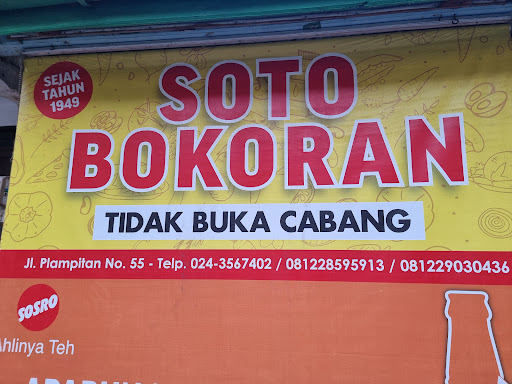 SEJAK
TAHUN
1949
SOTO
BOKORAN
TIDAK BUKA CABANG
Jl. Plampitan No. 55 - Telp. 024-3567402 / 081228595913 / 081229030436
SOSRO
Ahlinya Teh